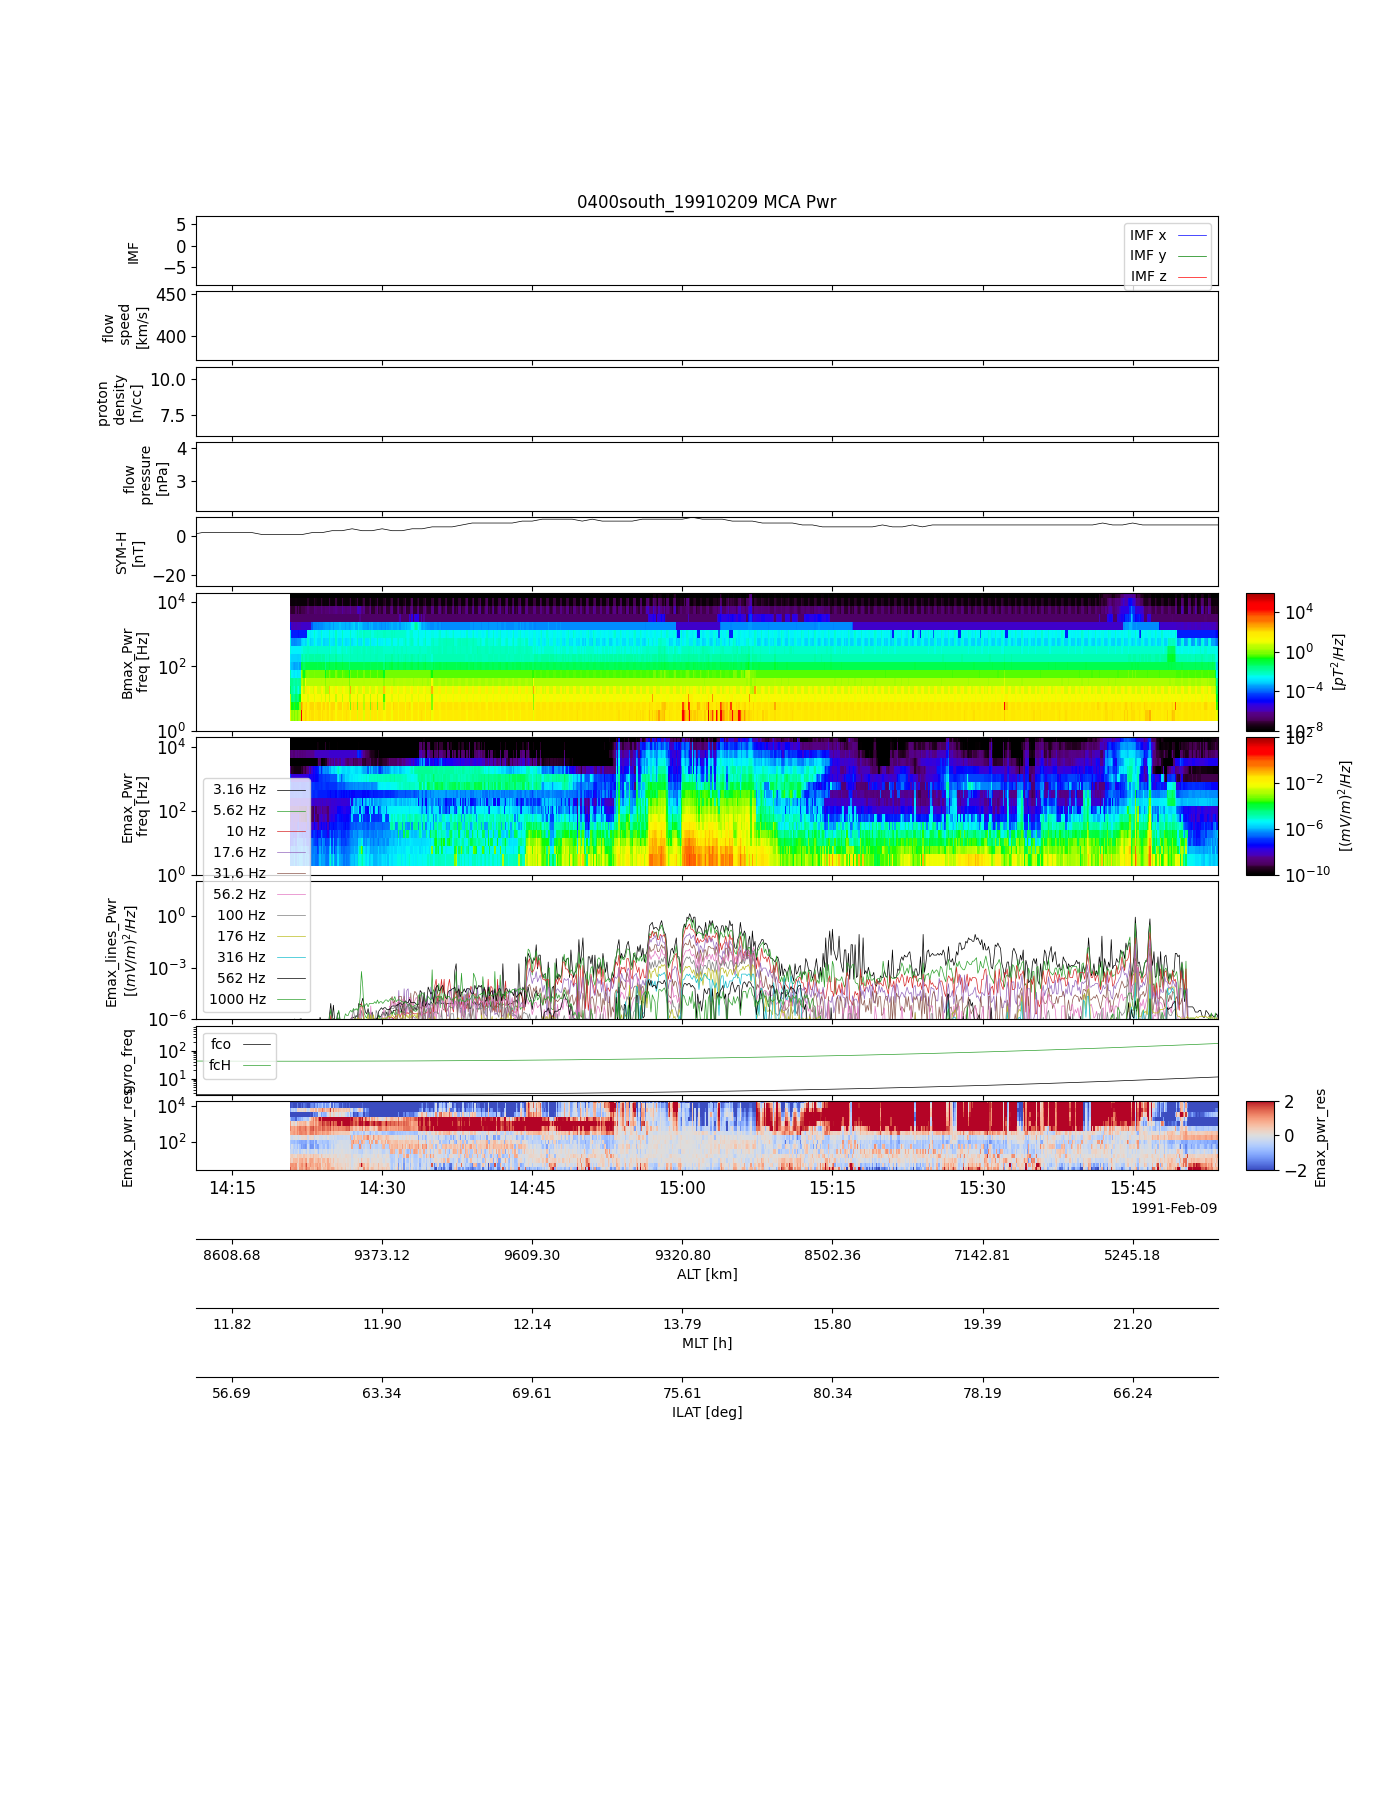 0400south_19910209 MCA Pwr
5
0
−5
IMF
IMF x
IMF y
IMF z
450
400
flow
speed
[km/s]
10.0
7.5
proton
density
[n/cc]
4
3
flow
pressure
[nPa]
0
−20
SYM-H
[nT]
10^4
10^2
10^0
Bmax_Pwr
freq [Hz]
10^4
10^0
10^-4
10^-8
[pT^2/Hz]
10^4
10^2
10^0
Emax_Pwr
freq [Hz]
10^2
10^-2
10^-6
10^-10
[(mV/m)^2/Hz]
3.16 Hz
5.62 Hz
10 Hz
17.6 Hz
31.6 Hz
56.2 Hz
100 Hz
176 Hz
316 Hz
562 Hz
1000 Hz
10^0
10^-3
10^-6
Emax_lines_Pwr
[(mV/m)^2/Hz]
fco
fcH
10^2
10^1
gyro_freq
10^4
10^2
Emax_pwr_res
2
0
−2
Emax_pwr_res
14:15 14:30 14:45 15:00 15:15 15:30 15:45
1991-Feb-09
8608.68 9373.12 9609.30 9320.80 8502.36 7142.81 5245.18
ALT [km]
11.82 11.90 12.14 13.79 15.80 19.39 21.20
MLT [h]
56.69 63.34 69.61 75.61 80.34 78.19 66.24
ILAT [deg]